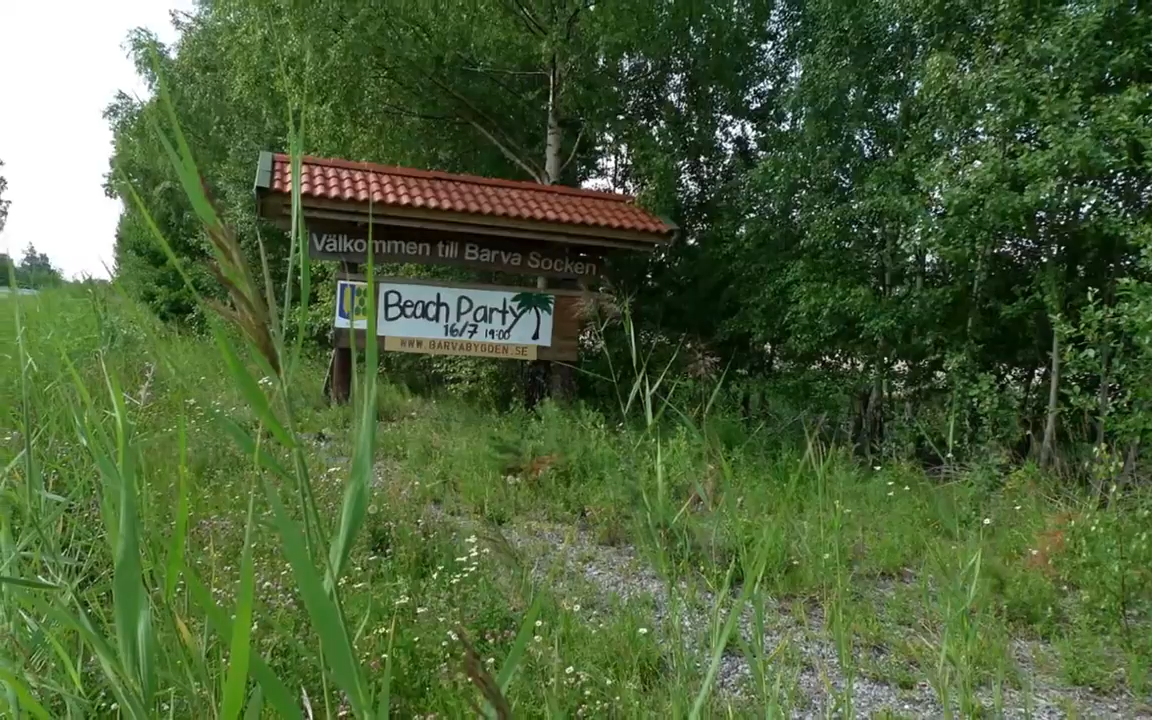 Välkommen till Barva Socken
Beach Party
16/7 19:00
WWW.BARVABYGDEN.SE